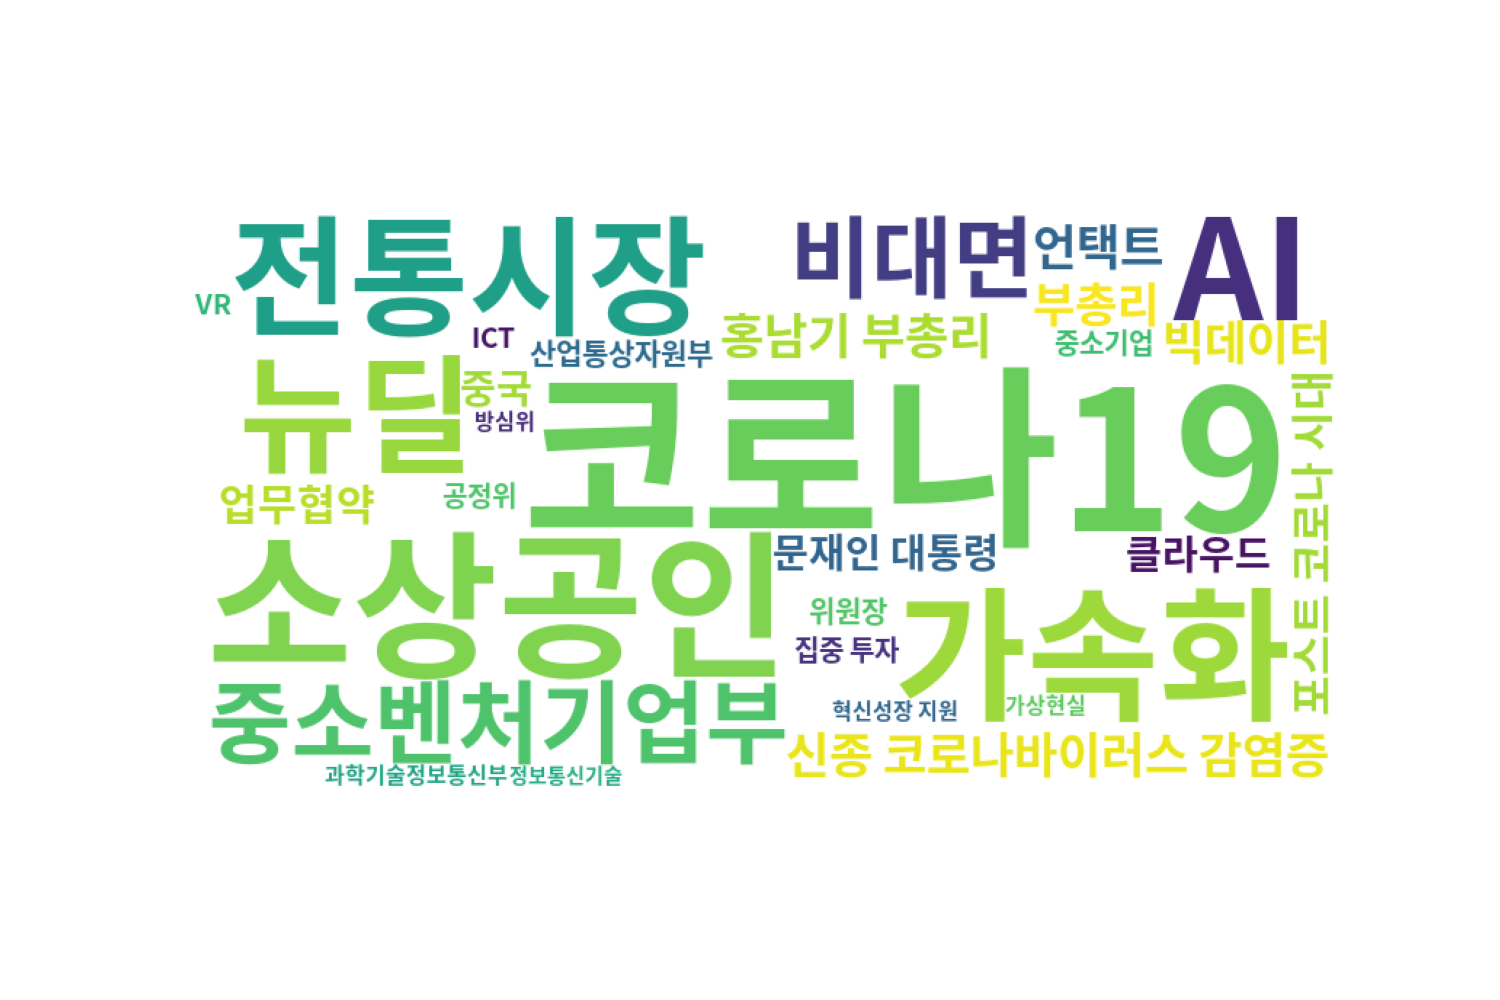 전통시장
비대면
언택트
AI
VR
부총리
ICT
산업통상자원부
홍남기 부총리
중소기업
빅데이터
뉴딜
중국
방심위
코로나19
포스트 코로나 시대
업무협약
공정위
소상공인
문재인 대통령
클라우드
위원장
집중 투자
가속화
중소벤처기업부
혁신성장 지원
가상현실
신종 코로나바이러스 감염증
과학기술정보통신부
정보통신기술